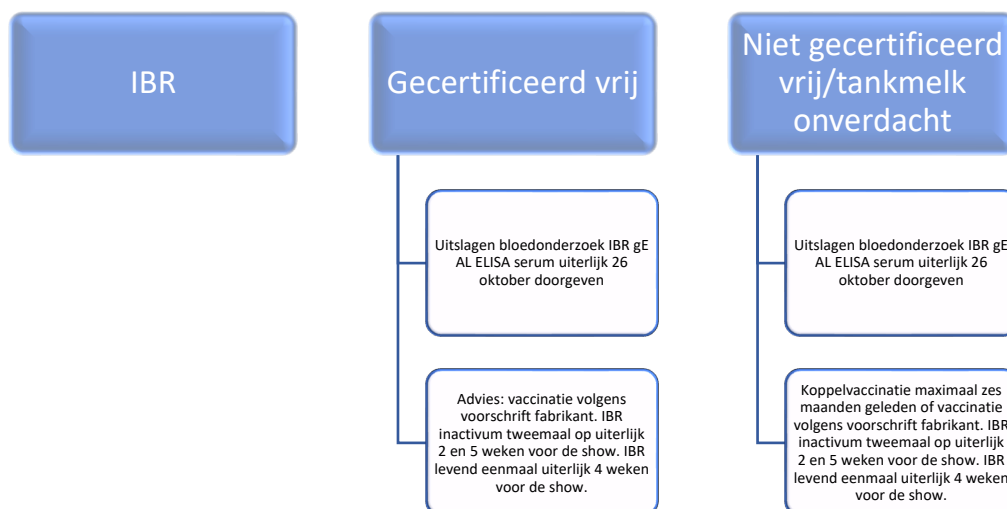 IBR
Gecertificeerd vrij
Niet gecertificeerd
vrij/tankmelk
onverdacht
Uitslagen bloedonderzoek IBR gE
AL ELISA serum uiterlijk 26
oktober doorgeven
Advies: vaccinatie volgens
voorschrift fabrikant. IBR
inactivum tweemaal op uiterlijk
2 en 5 weken voor de show. IBR
levend eenmaal uiterlijk 4 weken
voor de show.
Uitslagen bloedonderzoek IBR gE
AL ELISA serum uiterlijk 26
oktober doorgeven
Koppelvaccinatie maximaal zes
maanden geleden of vaccinatie
volgens voorschrift fabrikant. IBR
inactivum tweemaal op uiterlijk
2 en 5 weken voor de show. IBR
levend eenmaal uiterlijk 4 weken
voor de show.